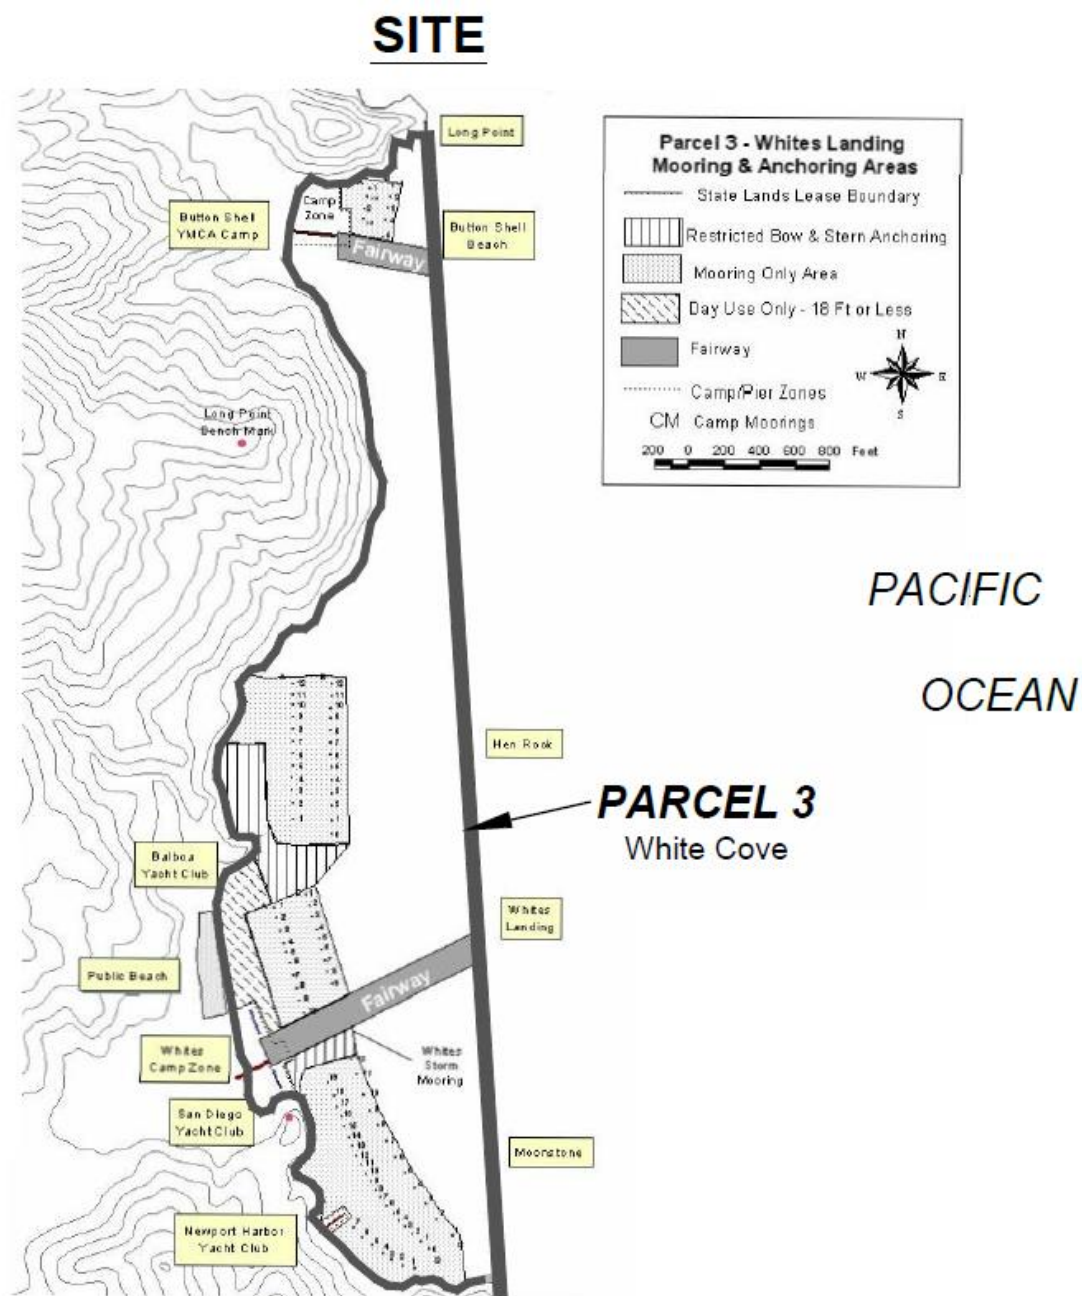 SITE
Long Point
Parcel 3 - Whites Landing
Mooring & Anchoring Areas
State Lands Lease Boundary
Restricted Bow & Stern Anchoring
Mooring Only Area
Day Use Only - 18 Ft or Less
Fairway
Camp/Pier Zones
CM Camp Moorings
N
W E
S
200 0 200 400 600 800 Feet
Camp
Zone
Button Shell
YMCA Camp
Button Shell
Beach
Fairway
Long Point
Bench Mark
PACIFIC
OCEAN
Hen Rock
PARCEL 3
White Cove
Balboa
Yacht Club
Whites
Landing
Public Beach
Fairway
Whites
Camp Zone
Whites
Storm
Mooring
San Diego
Yacht Club
Moonstone
Newport Harbor
Yacht Club